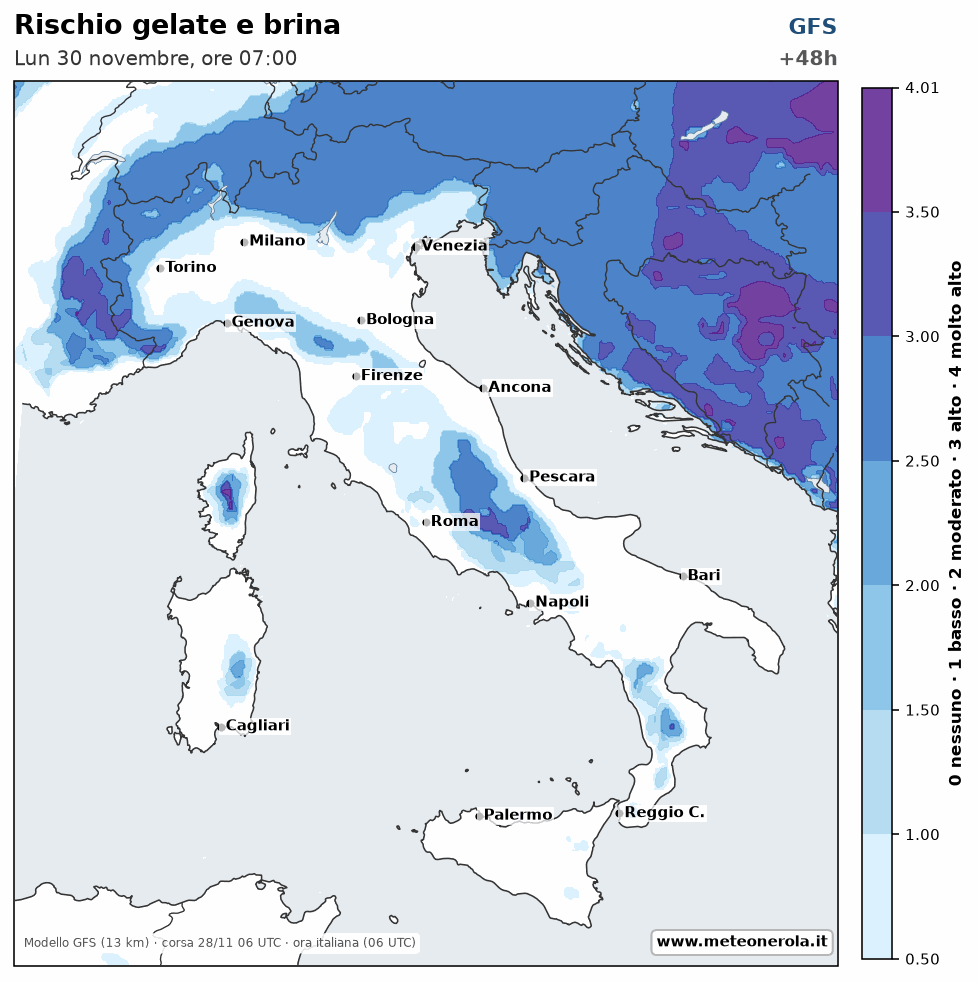 Rischio gelate e brina
GFS
Lun 30 novembre, ore 07:00
+48h
4.01
3.50
3.00
2.50
2.00
1.50
1.00
0.50
0 nessuno · 1 basso · 2 moderato · 3 alto · 4 molto alto
Milano
Venezia
Torino
Genova
Bologna
Firenze
Ancona
Pescara
Roma
Bari
Napoli
Cagliari
Palermo
Reggio C.
Modello GFS (13 km) · corsa 28/11 06 UTC · ora italiana (06 UTC)
www.meteonerola.it